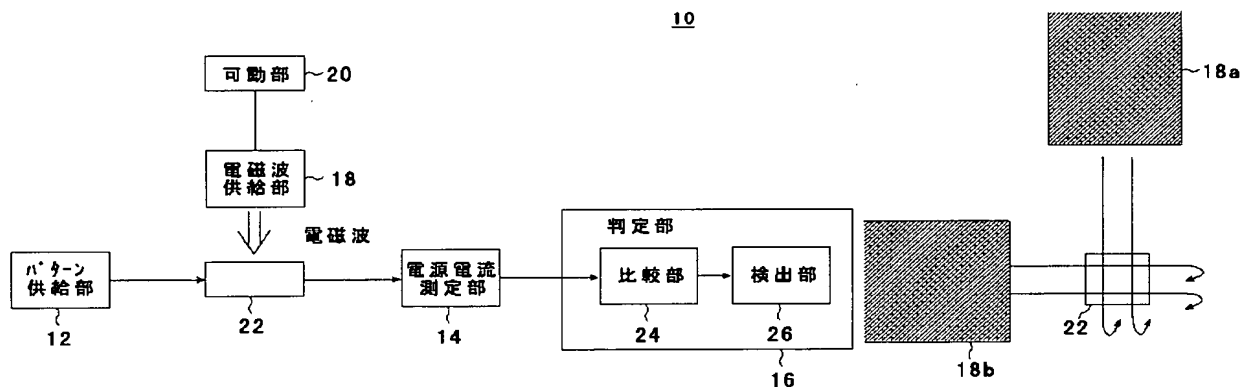 10
可動部
20
18a
電磁波
供給部
18
電磁波
判定部
パターン
供給部
電源電流
測定部
比較部
検出部
22
12
22
14
24
26
16
18b